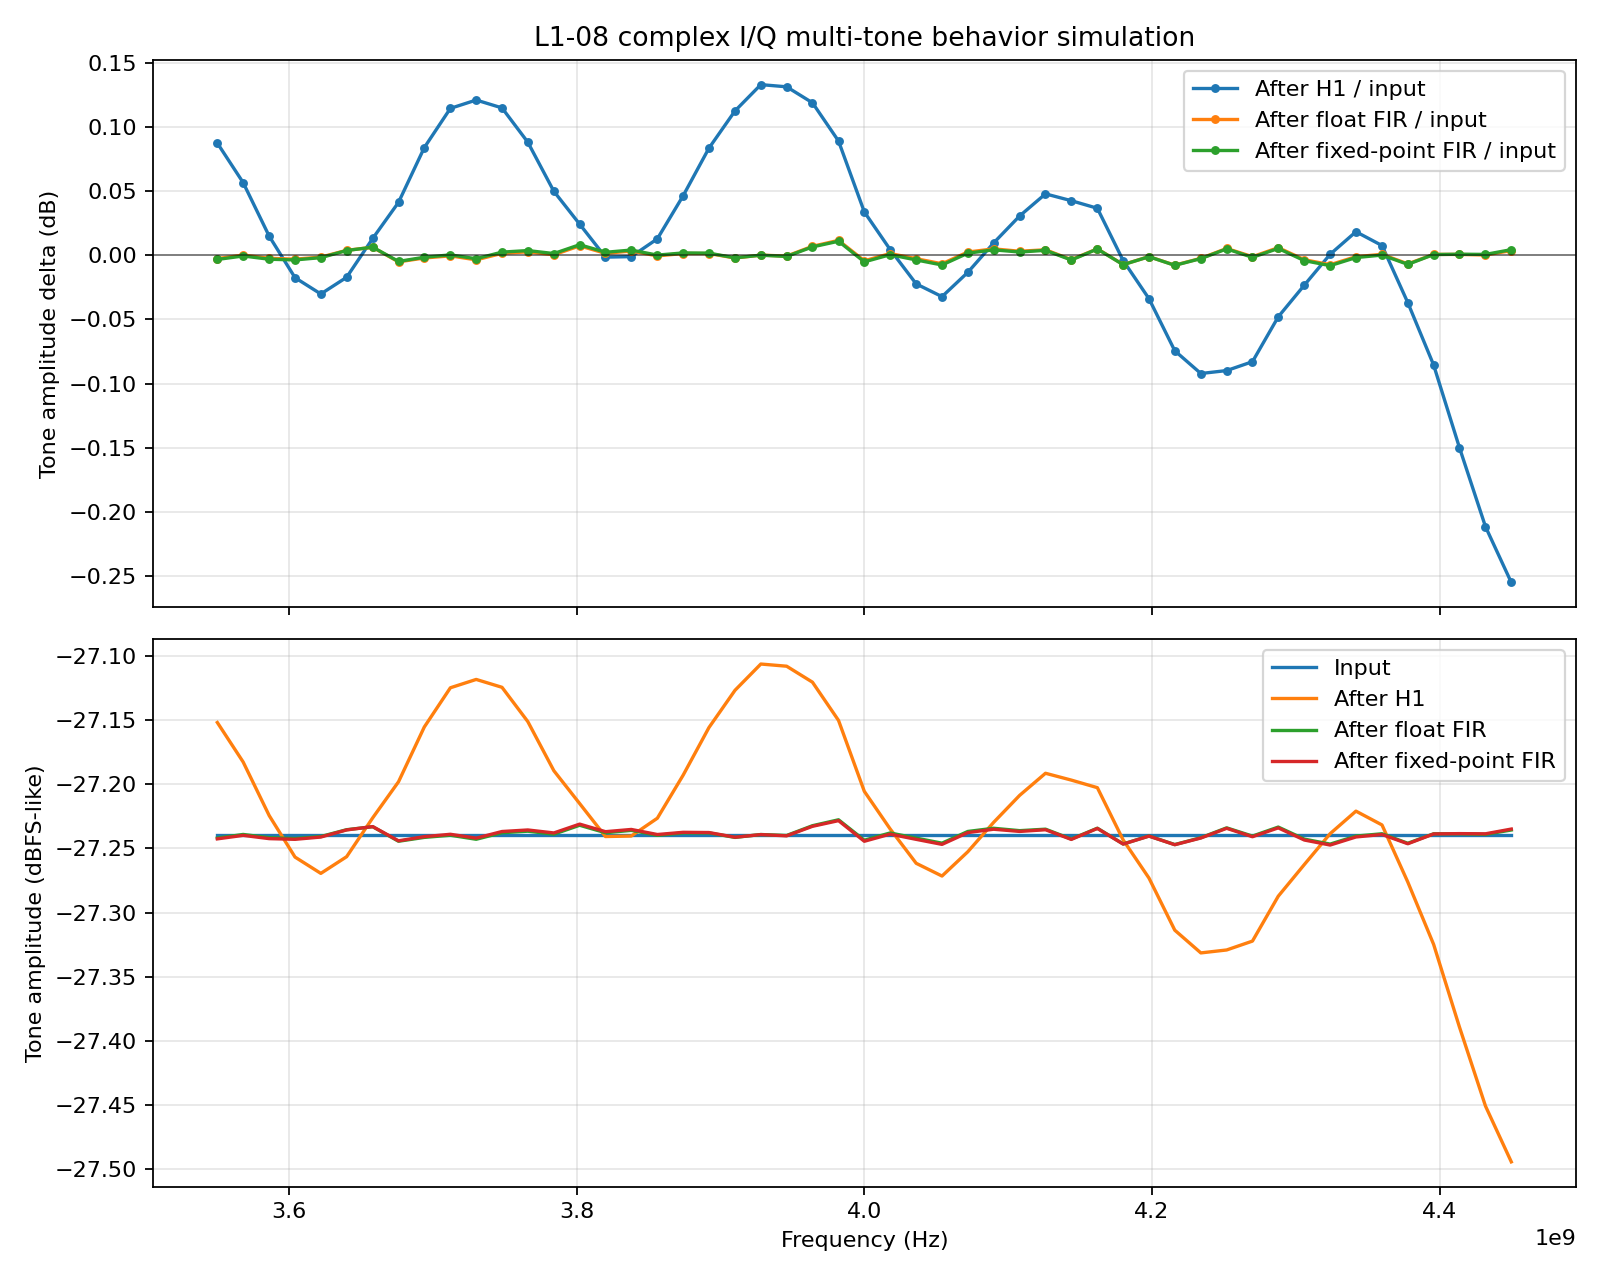 L1-08 complex I/Q multi-tone behavior simulation
Tone amplitude delta (dB)
0.15
0.10
0.05
0.00
−0.05
−0.10
−0.15
−0.20
−0.25
After H1 / input
After float FIR / input
After fixed-point FIR / input
Tone amplitude (dBFS-like)
−27.10
−27.15
−27.20
−27.25
−27.30
−27.35
−27.40
−27.45
−27.50
Input
After H1
After float FIR
After fixed-point FIR
3.6 3.8 4.0 4.2 4.4
Frequency (Hz)
1e9